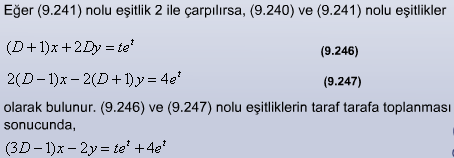 Eğer (9.241) nolu eşitlik 2 ile çarpılırsa, (9.240) ve (9.241) nolu eşitlikler
(D+1)x+2Dy=te^t (9.246)
2(D-1)x-2(D+1)y=4e^t (9.247)
olarak bulunur. (9.246) ve (9.247) nolu eşitliklerin taraf tarafa toplanması
sonucunda,
(3D-1)x-2y=te^t+4e^t